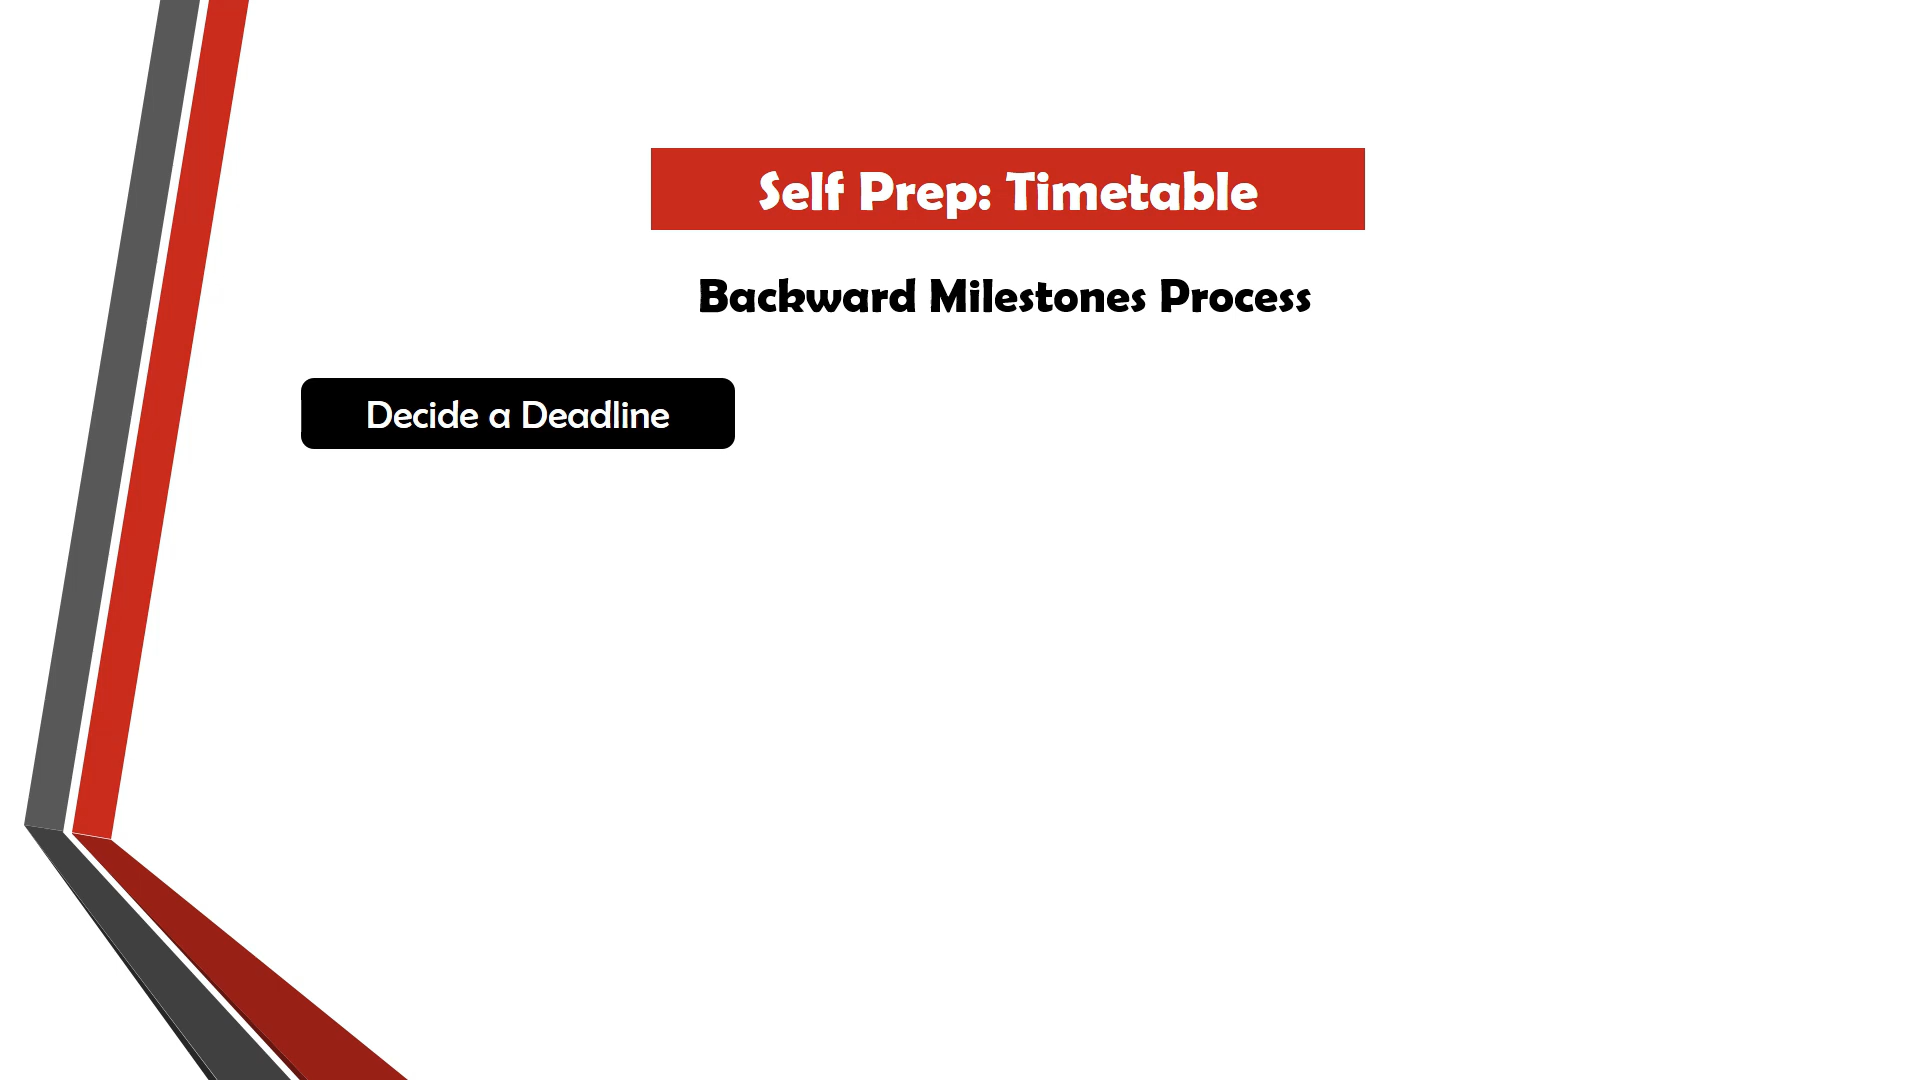 Self Prep: Timetable
Backward Milestones Process
Decide a Deadline